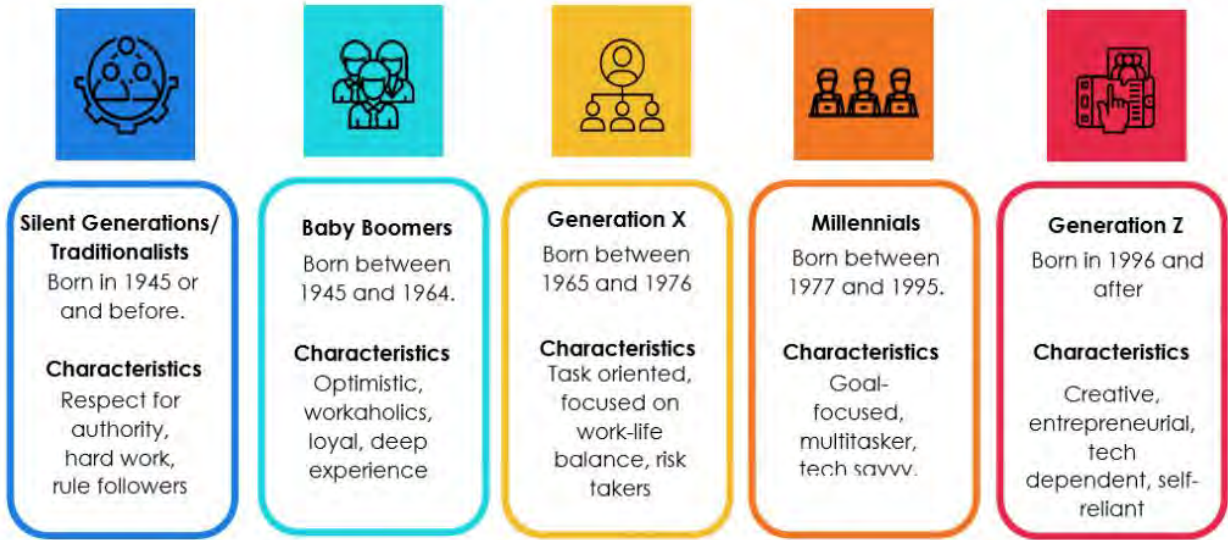 Silent Generations/
Traditionalists
Born in 1945 or
and before.
Characteristics
Respect for
authority,
hard work,
rule followers
Baby Boomers
Born between
1945 and 1964.
Characteristics
Optimistic,
workaholics,
loyal, deep
experience
Generation X
Born between
1965 and 1976
Characteristics
Task oriented,
focused on
work-life
balance, risk
takers
Millennials
Born between
1977 and 1995.
Characteristics
Goal-
focused,
multitasker,
tech savvy.
Generation Z
Born in 1996 and
after
Characteristics
Creative,
entrepreneurial,
tech
dependent, self-
reliant